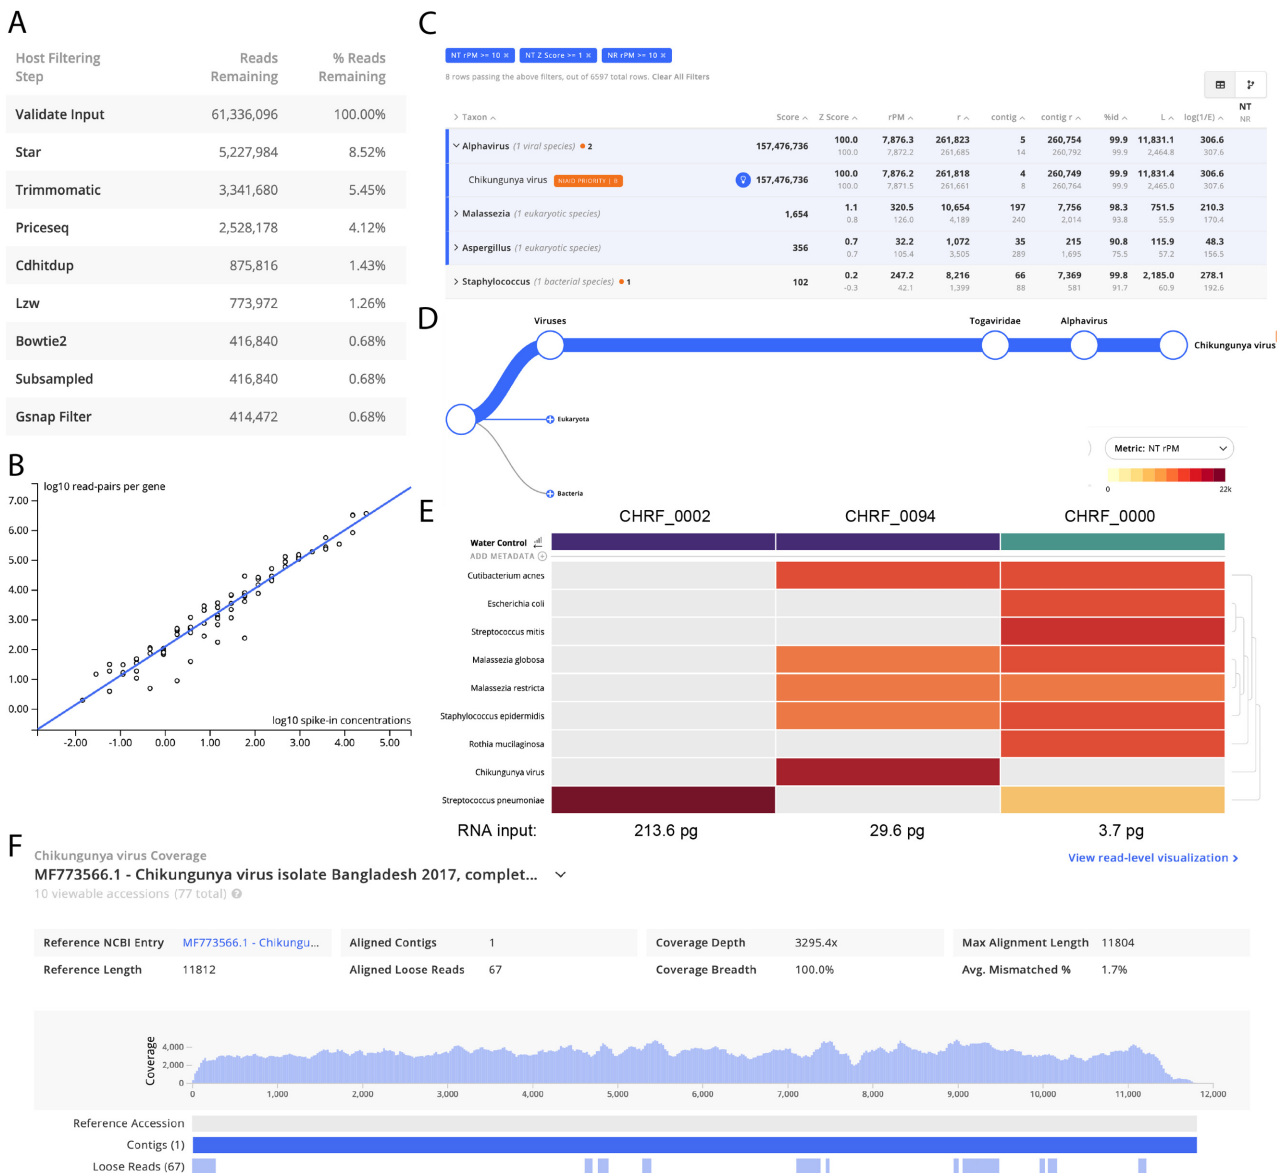 A
Host Filtering Step Reads Remaining % Reads Remaining
Validate Input 61,336,096 100.00%
Star 5,227,984 8.52%
Trimmomatic 3,341,680 5.45%
Priceseq 2,528,178 4.12%
Cdhitdup 875,816 1.43%
Lzw 773,972 1.26%
Bowtie2 416,840 0.68%
Subsampled 416,840 0.68%
Gsnap Filter 414,472 0.68%
B
log10 read-pairs per gene
7.00
6.00
5.00
4.00
3.00
2.00
1.00
0.00
log10 spike-in concentrations
-2.00 -1.00 0.00 1.00 2.00 3.00 4.00 5.00
C
NT rPM >= 10 × NT Z Score >= 1 × NR rPM >= 10 ×
8 rows passing the above filters, out of 6597 total rows. Clear All Filters
NT
NR
Taxon Score Z Score rPM r contig contig r %id L log(1/E)
Alphavirus (1 viral species) 2 157,476,736 100.0 7,876.3 261,823 5 260,754 99.9 11,831.1 306.6
100.0 7,872.2 261,685 14 260,792 99.9 2,464.8 307.6
Chikungunya virus NIAID PRIORITY | B 157,476,736 100.0 7,876.2 261,818 4 260,749 99.9 11,831.4 306.6
100.0 7,871.5 261,661 8 260,764 99.9 2,465.0 307.6
Malassezia (1 eukaryotic species) 1,654 1.1 320.5 10,654 197 7,756 98.3 751.5 210.3
0.8 126.0 4,189 240 2,014 93.8 55.9 170.4
Aspergillus (1 eukaryotic species) 356 0.7 32.2 1,072 35 215 90.8 115.9 48.3
0.7 105.4 3,505 289 1,695 75.5 57.2 156.5
Staphylococcus (1 bacterial species) 1 102 0.2 247.2 8,216 66 7,369 99.8 2,185.0 278.1
-0.3 42.1 1,399 88 581 91.7 60.9 192.6
D
Viruses Togaviridae Alphavirus
Chikungunya virus
Eukaryota
Bacteria
Metric: NT rPM
0 22k
E
CHRF_0002 CHRF_0094 CHRF_0000
Water Control
ADD METADATA
Cutibacterium acnes
Escherichia coli
Streptococcus mitis
Malassezia globosa
Malassezia restricta
Staphylococcus epidermidis
Rothia mucilaginosa
Chikungunya virus
Streptococcus pneumoniae
RNA input: 213.6 pg 29.6 pg 3.7 pg
F
Chikungunya virus Coverage
View read-level visualization >
MF773566.1 - Chikungunya virus isolate Bangladesh 2017, complet...
10 viewable accessions (77 total) ?
Reference NCBI Entry MF773566.1 - Chikungu... Aligned Contigs 1 Coverage Depth 3295.4x Max Alignment Length 11804
Reference Length 11812 Aligned Loose Reads 67 Coverage Breadth 100.0% Avg. Mismatched % 1.7%
Coverage
4,000
2,000
0
0 1,000 2,000 3,000 4,000 5,000 6,000 7,000 8,000 9,000 10,000 11,000 12,000
Reference Accession
Contigs (1)
Loose Reads (67)